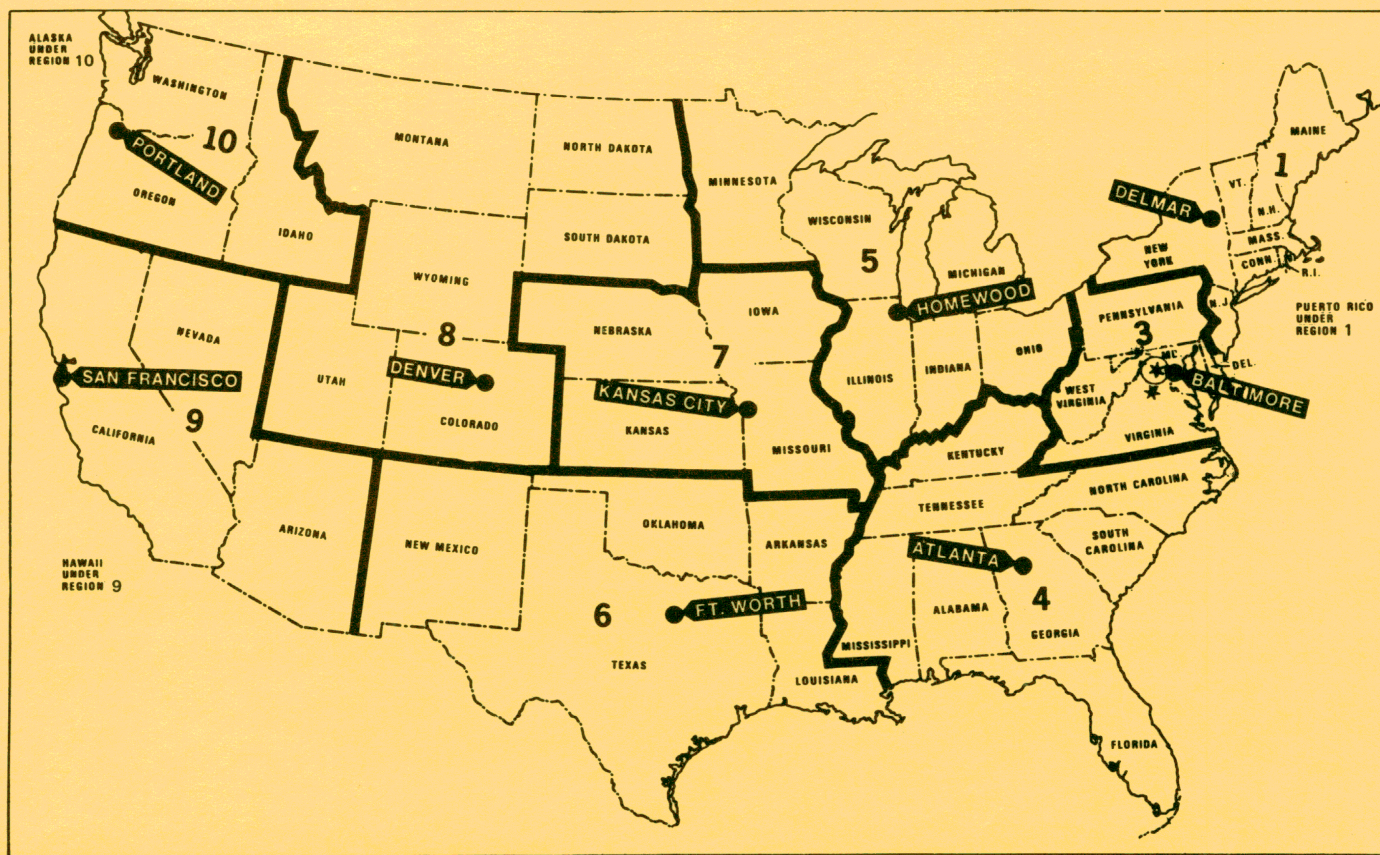 ALASKA
UNDER
REGION 10
WASHINGTON
10
PORTLAND
OREGON
IDAHO
MONTANA
NORTH DAKOTA
SOUTH DAKOTA
WYOMING
8
MINNESOTA
WISCONSIN
5
MICHIGAN
HOMEWOOD
MAINE
1
VT.
N.H.
DELMAR
MASS.
CONN.
R.I.
NEW
YORK
N.J.
PENNSYLVANIA
3
PUERTO RICO
UNDER
REGION 1
NEVADA
SAN FRANCISCO
9
CALIFORNIA
UTAH
DENVER
COLORADO
NEBRASKA
IOWA
7
KANSAS CITY
KANSAS
MISSOURI
ILLINOIS
INDIANA
OHIO
WEST
VIRGINIA
DEL.
BALTIMORE
VIRGINIA
KENTUCKY
NORTH CAROLINA
TENNESSEE
SOUTH
CAROLINA
ARIZONA
NEW MEXICO
OKLAHOMA
ARKANSAS
ATLANTA
HAWAII
UNDER
REGION 9
6
FT. WORTH
TEXAS
LOUISIANA
MISSISSIPPI
ALABAMA
4
GEORGIA
FLORIDA